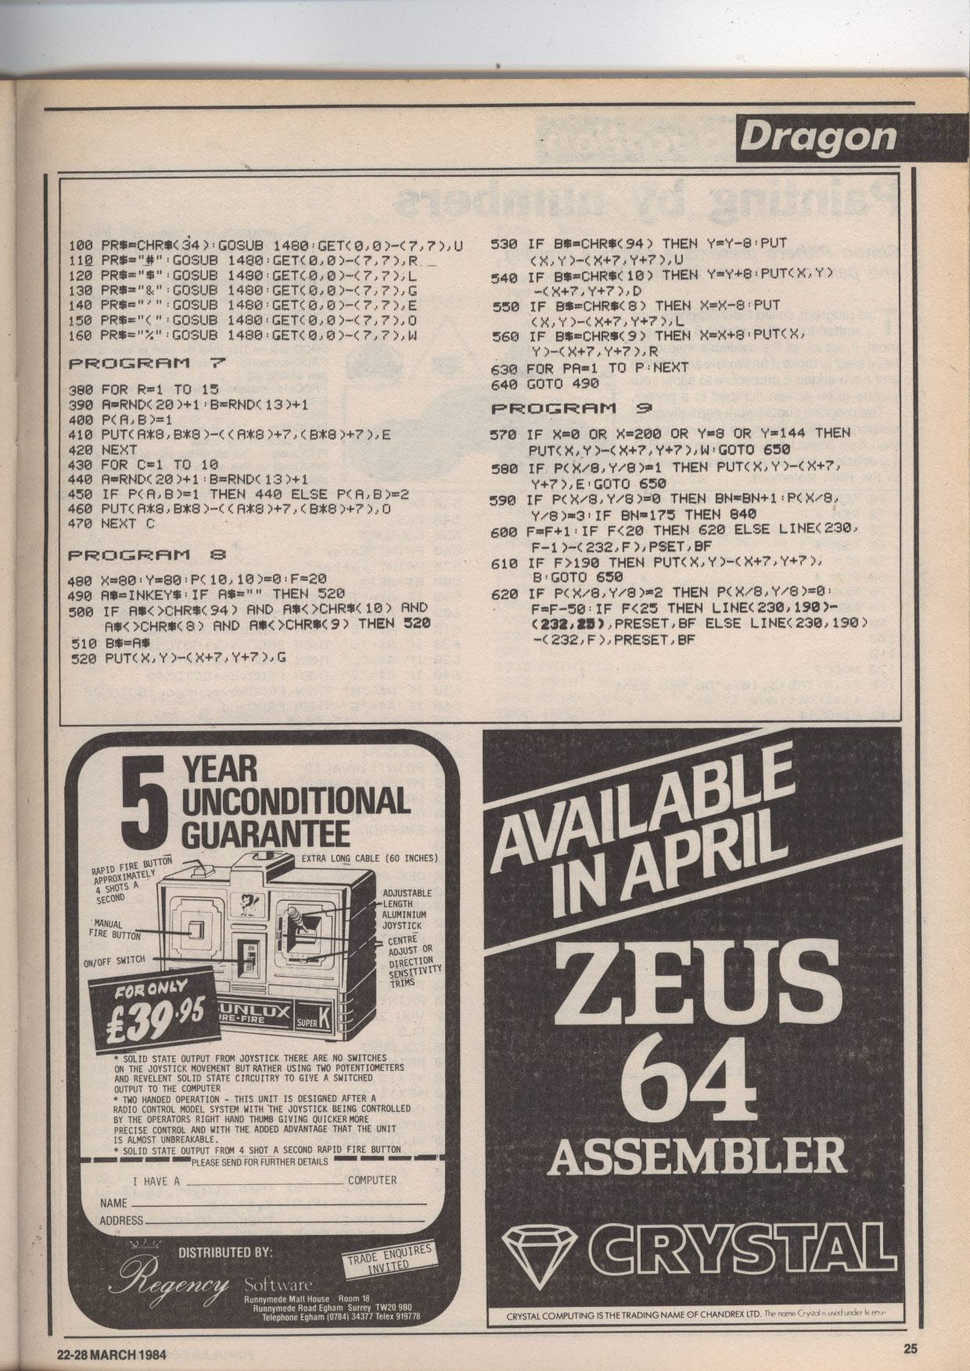 Dragon
100 PR$=CHR$(34):GOSUB 1480:GET(0,0)-(7,7),U
110 PR$="#":GOSUB 1480:GET(0,0)-(7,7),R
120 PR$="$":GOSUB 1480:GET(0,0)-(7,7),L
130 PR$="&":GOSUB 1480:GET(0,0)-(7,7),G
140 PR$="'":GOSUB 1480:GET(0,0)-(7,7),E
150 PR$="(":GOSUB 1480:GET(0,0)-(7,7),O
160 PR$="%":GOSUB 1480:GET(0,0)-(7,7),W
PROGRAM 7
380 FOR R=1 TO 15
390 A=RND(20)+1:B=RND(13)+1
400 P(A,B)=1
410 PUT(A*8,B*8)-((A*8)+7,(B*8)+7),E
420 NEXT
430 FOR C=1 TO 10
440 A=RND(20)+1:B=RND(13)+1
450 IF P(A,B)=1 THEN 440 ELSE P(A,B)=2
460 PUT(A*8,B*8)-((A*8)+7,(B*8)+7),O
470 NEXT C
PROGRAM 8
480 X=80:Y=80:P(10,10)=0:F=20
490 A$=INKEY$:IF A$="" THEN 520
500 IF A$<>CHR$(94) AND A$<>CHR$(10) AND
A$<>CHR$(8) AND A$<>CHR$(9) THEN 520
510 B$=A$
520 PUT(X,Y)-(X+7,Y+7),G
530 IF B$=CHR$(94) THEN Y=Y-8:PUT
(X,Y)-(X+7,Y+7),U
540 IF B$=CHR$(10) THEN Y=Y+8:PUT(X,Y)
-(X+7,Y+7),D
550 IF B$=CHR$(8) THEN X=X-8:PUT
(X,Y)-(X+7,Y+7),L
560 IF B$=CHR$(9) THEN X=X+8:PUT(X,
Y)-(X+7,Y+7),R
630 FOR PA=1 TO P:NEXT
640 GOTO 490
PROGRAM 9
570 IF X=0 OR X=200 OR Y=8 OR Y=144 THEN
PUT(X,Y)-(X+7,Y+7),W:GOTO 650
580 IF P(X/8,Y/8)=1 THEN PUT(X,Y)-(X+7,
Y+7),E:GOTO 650
590 IF P(X/8,Y/8)=0 THEN BN=BN+1:P(X/8,
Y/8)=3:IF BN=175 THEN 840
600 F=F+1:IF F<20 THEN 620 ELSE LINE(230,
F-1)-(232,F),PSET,BF
610 IF F>190 THEN PUT(X,Y)-(X+7,Y+7),
B:GOTO 650
620 IF P(X/8,Y/8)=2 THEN P(X/8,Y/8)=0:
F=F-50:IF F<25 THEN LINE(230,190)-
(232,25),PRESET,BF ELSE LINE(230,190)
-(232,F),PRESET,BF
5 YEAR
UNCONDITIONAL
GUARANTEE
RAPID FIRE BUTTON
APPROXIMATELY
4 SHOTS A
SECOND
EXTRA LONG CABLE (60 INCHES)
ADJUSTABLE
LENGTH
ALUMINIUM
JOYSTICK
MANUAL
FIRE BUTTON
CENTRE
ADJUST OR
DIRECTION
SENSITIVITY
TRIMS
ON/OFF SWITCH
FOR ONLY
£39.95
SUPER K
* SOLID STATE OUTPUT FROM JOYSTICK THERE ARE NO SWITCHES
ON THE JOYSTICK MOVEMENT BUT RATHER USING TWO POTENTIOMETERS
AND REVELENT SOLID STATE CIRCUITRY TO GIVE A SWITCHED
OUTPUT TO THE COMPUTER
* TWO HANDED OPERATION - THIS UNIT IS DESIGNED AFTER A
RADIO CONTROL MODEL SYSTEM WITH THE JOYSTICK BEING CONTROLLED
BY THE OPERATORS RIGHT HAND THUMB GIVING QUICKER MORE
PRECISE CONTROL AND WITH THE ADDED ADVANTAGE THAT THE UNIT
IS ALMOST UNBREAKABLE.
* SOLID STATE OUTPUT FROM 4 SHOT A SECOND RAPID FIRE BUTTON
PLEASE SEND FOR FURTHER DETAILS
I HAVE A COMPUTER
NAME
ADDRESS
DISTRIBUTED BY:
TRADE ENQUIRES
INVITED
Regency Software
Runnymede Malt House Room 18
Runnymede Road Egham Surrey TW20 9BD
Telephone Egham (0784) 34377 Telex 919778
AVAILABLE
IN APRIL
ZEUS
64
ASSEMBLER
CRYSTAL
CRYSTAL COMPUTING IS THE TRADING NAME OF CHANDREX LTD. The name Crystal is used under licence
22-28 MARCH 1984
25